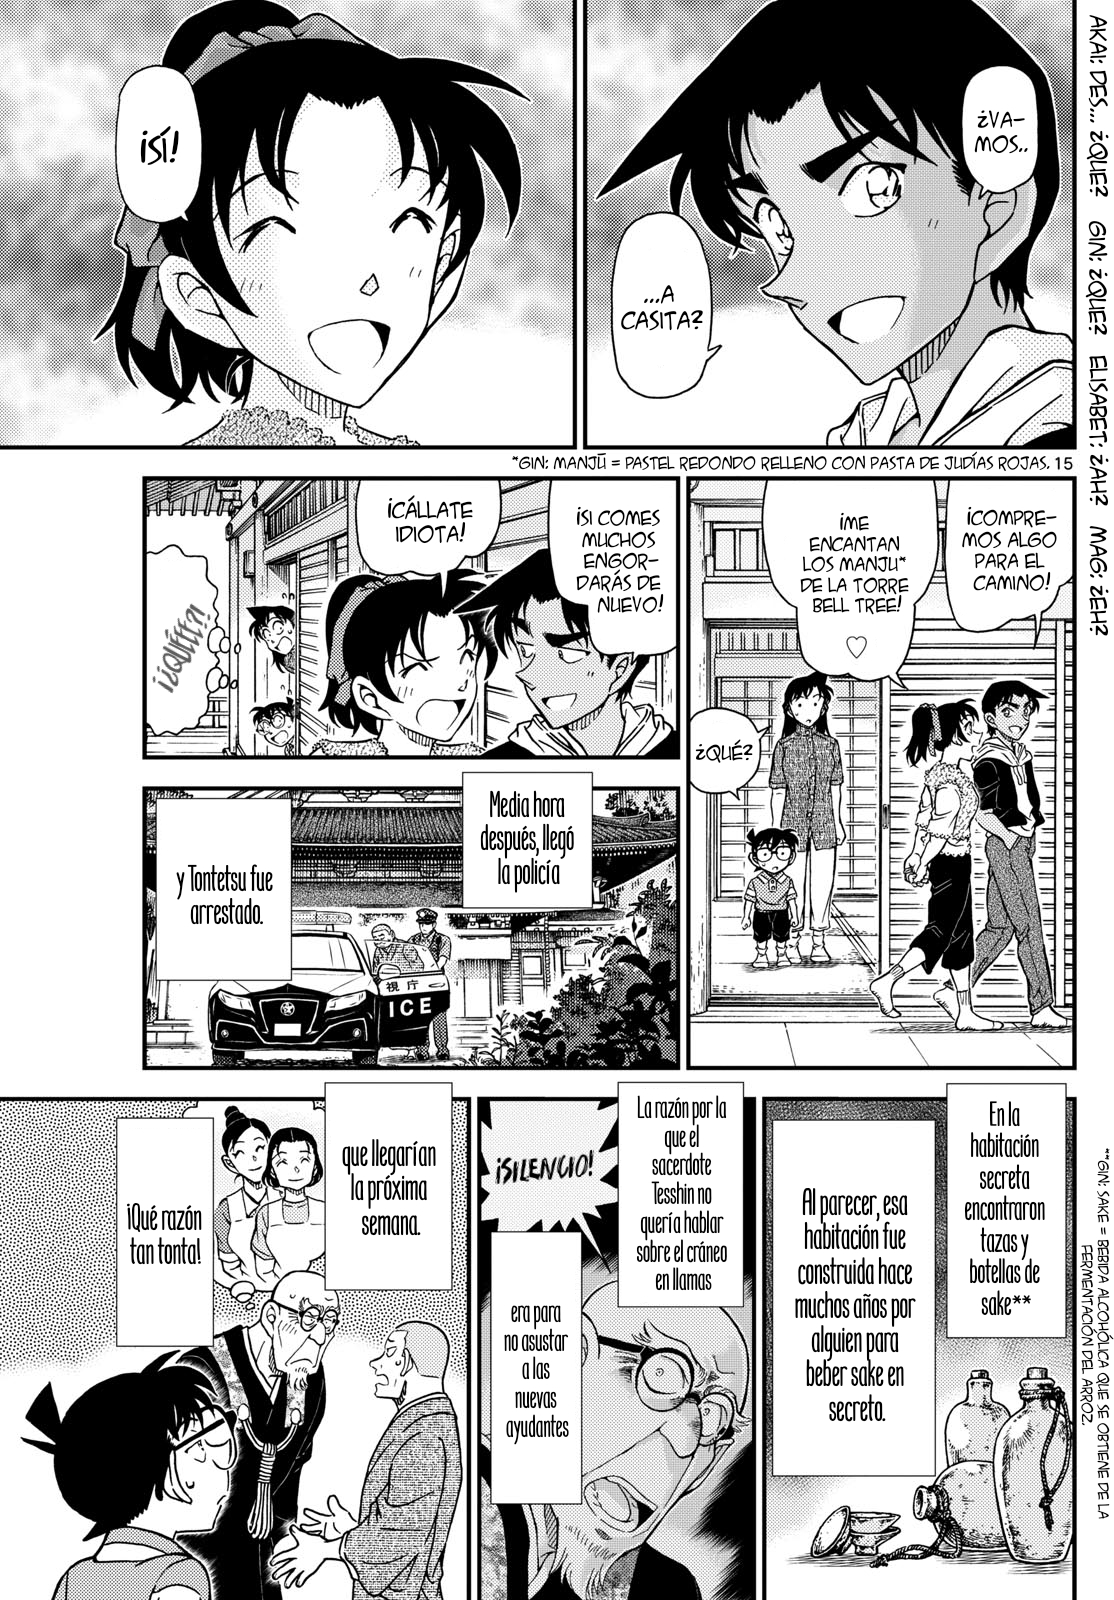 ¿VA-
MOS..
...A
CASITA?
¡SÍ!
AKAI: DES... ¿QUE? GIN: ¿QUE? ELISABET: ¿AH? MAG: ¿EH?
*GIN: MANJŪ = PASTEL REDONDO RELLENO CON PASTA DE JUDÍAS ROJAS. 15
¡COMPRE-
MOS ALGO
PARA EL
CAMINO!
¡ME
ENCANTAN
LOS MANJU*
DE LA TORRE
BELL TREE!
♡
¿QUÉ?
¡SI COMES
MUCHOS
ENGOR-
DARÁS DE
NUEVO!
¡CÁLLATE
IDIOTA!
¡¿QUÉEE?!
Media hora
después, llegó
la policía
y Tontetsu fue
arrestado.
視庁
ICE
En la
habitación
secreta
encontraron
tazas y
botellas de
sake**
Al parecer, esa
habitación fue
construida hace
muchos años por
alguien para
beber sake en
secreto.
**GIN: SAKE = BEBIDA ALCOHÓLICA QUE SE OBTIENE DE LA
FERMENTACIÓN DEL ARROZ.
La razón por la
que el
sacerdote
Tesshin no
quería hablar
sobre el cráneo
en llamas
¡SILENCIO!
era para
no asustar
a las
nuevas
ayudantes
que llegarían
la próxima
semana.
¡Qué razón
tan tonta!